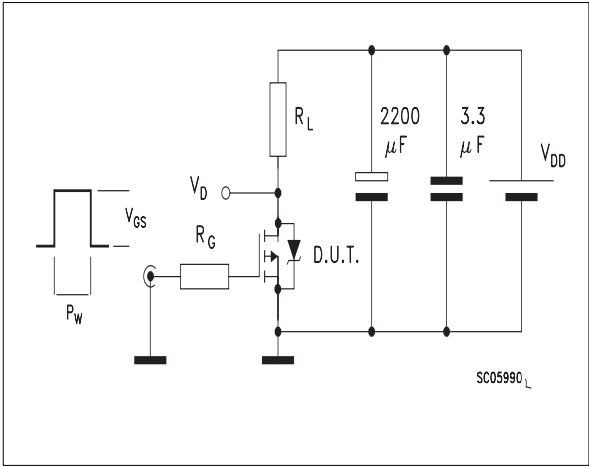 R_L
2200
μF
3.3
μF
V_DD
V_D
V_GS
R_G
D.U.T.
P_W
SC05990